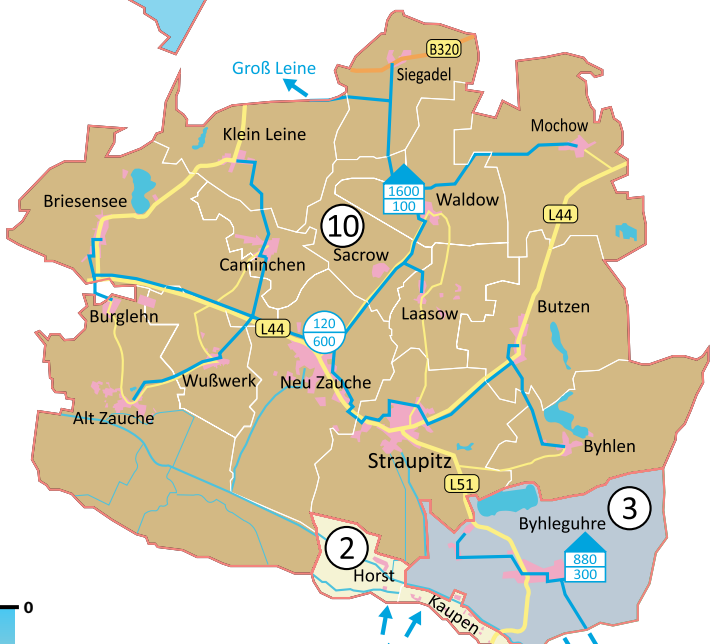 B320
Groß Leine
Siegadel
Mochow
Klein Leine
1600
100
Waldow
Briesensee
L44
10
Sacrow
Caminchen
Burglehn
Laasow
Butzen
L44
120
600
Wußwerk
Neu Zauche
Alt Zauche
Straupitz
Byhlen
L51
3
Byhleguhre
2
880
300
Horst
Kaupen
0